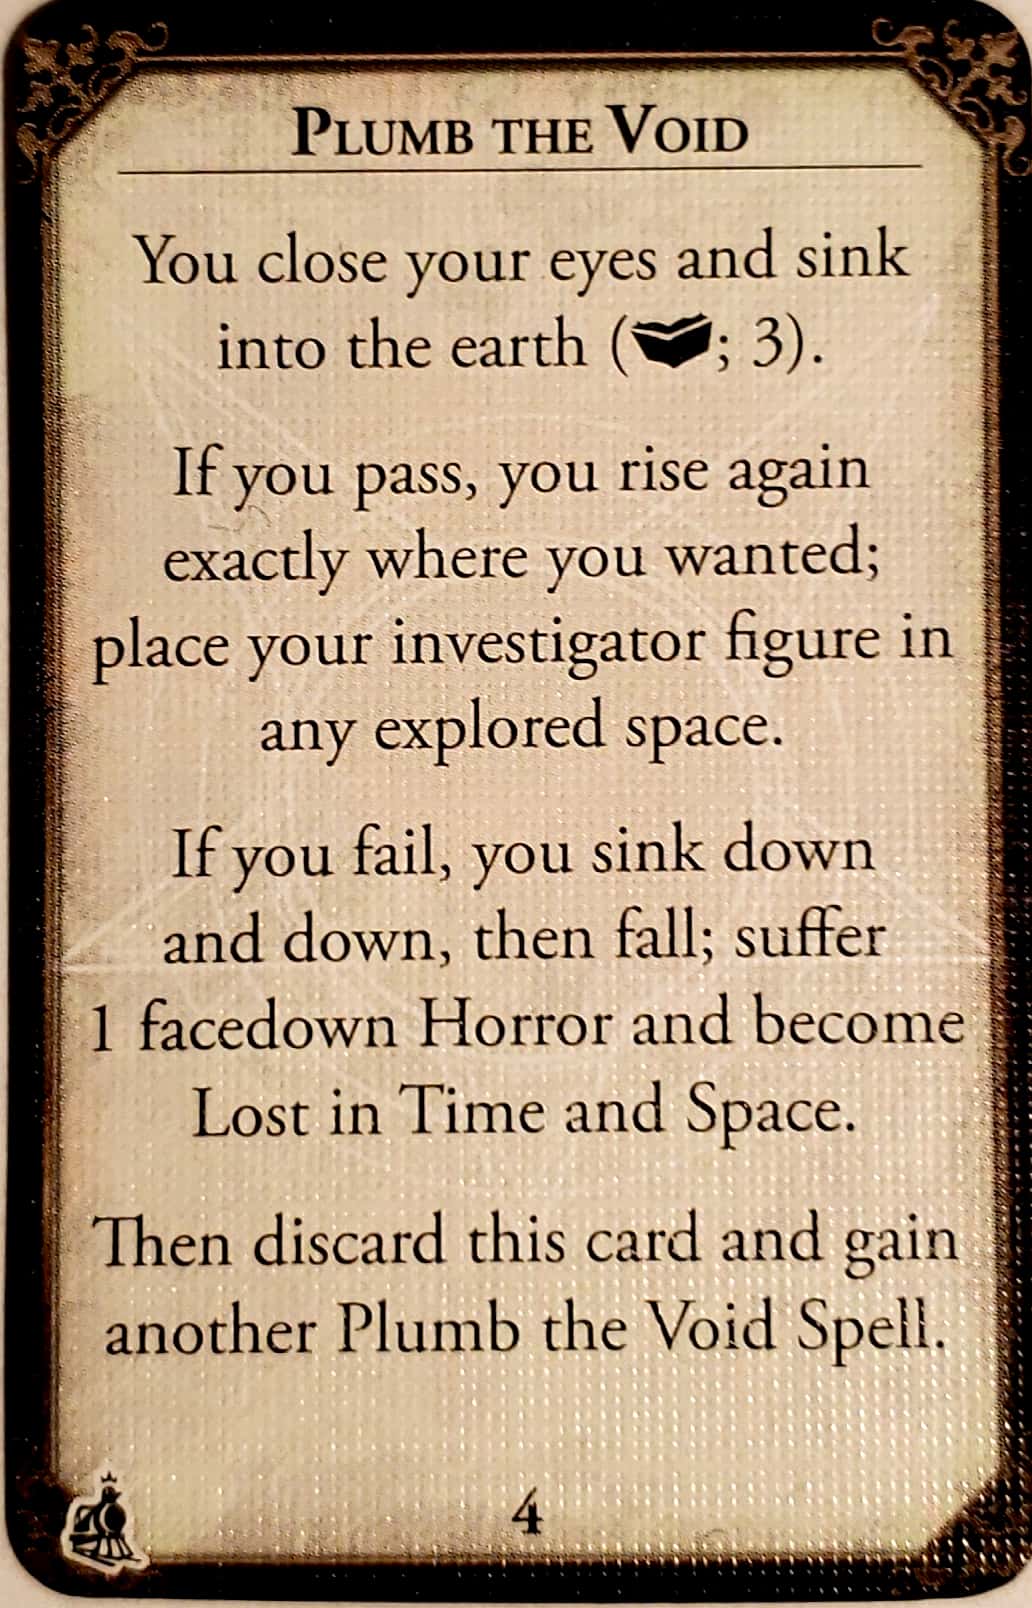 Plumb the Void
You close your eyes and sink
into the earth ( ; 3).
If you pass, you rise again
exactly where you wanted;
place your investigator figure in
any explored space.
If you fail, you sink down
and down, then fall; suffer
1 facedown Horror and become
Lost in Time and Space.
Then discard this card and gain
another Plumb the Void Spell.
4